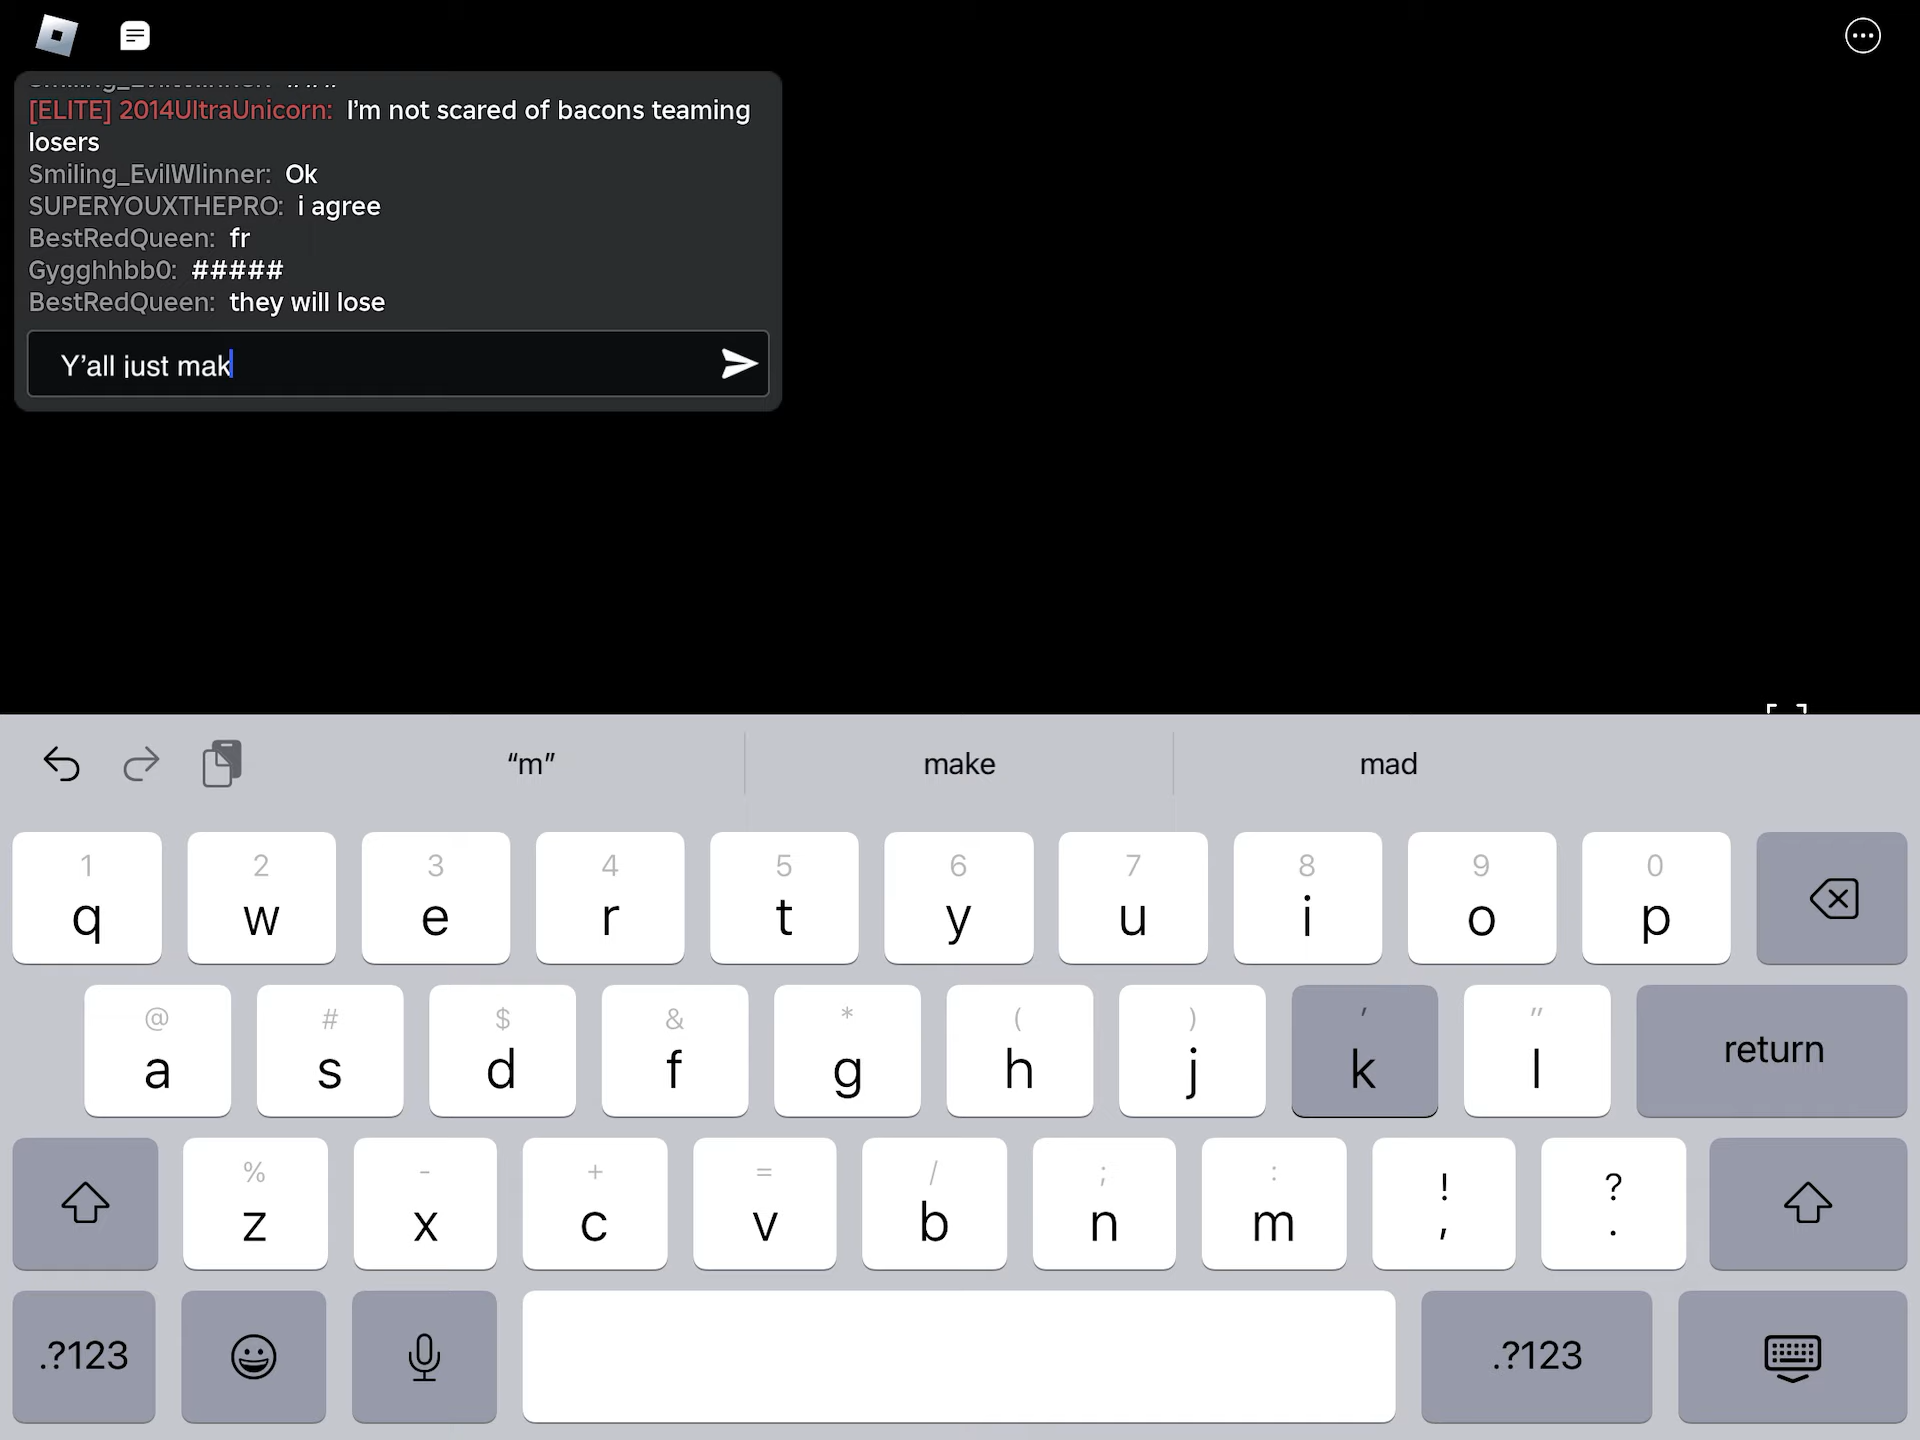 [ELITE] 2014UltraUnicorn: I'm not scared of bacons teaming
losers
Smiling_EvilWlinner: Ok
SUPERYOUXTHEPRO: i agree
BestRedQueen: fr
Gygghhbb0: #####
BestRedQueen: they will lose
Y'all just mak
“m” make mad
1 2 3 4 5 6 7 8 9 0
q w e r t y u i o p
@ # $ & * ( ) ' "
a s d f g h j k l return
% - + = / ; : ! ?
z x c v b n m , .
.?123 .?123